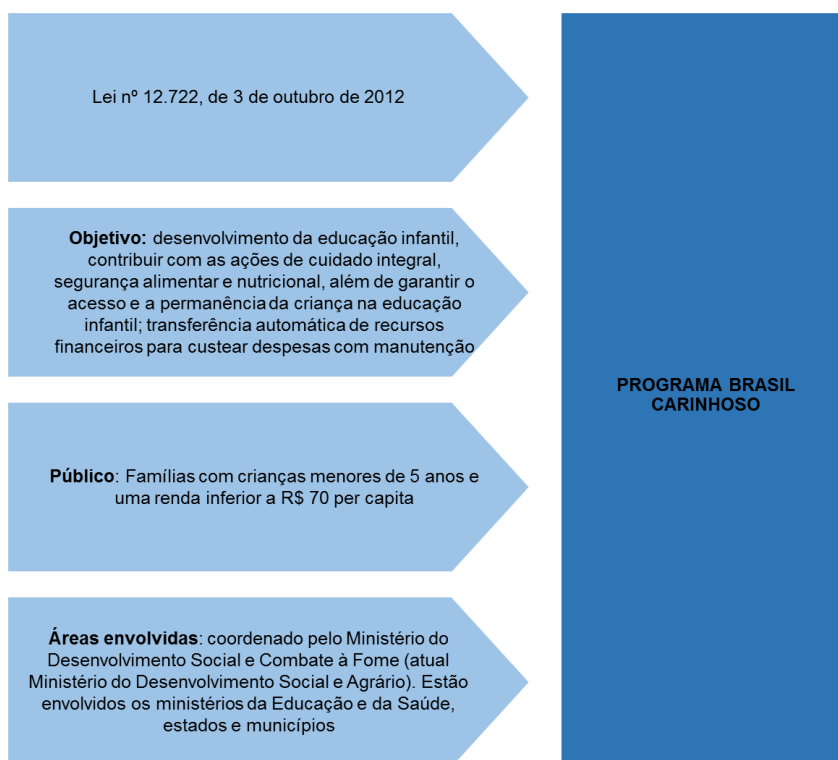 Lei nº 12.722, de 3 de outubro de 2012
Objetivo: desenvolvimento da educação infantil,
contribuir com as ações de cuidado integral,
segurança alimentar e nutricional, além de garantir o
acesso e a permanência da criança na educação
infantil; transferência automática de recursos
financeiros para custear despesas com manutenção
Público: Famílias com crianças menores de 5 anos e
uma renda inferior a R$ 70 per capita
Áreas envolvidas: coordenado pelo Ministério do
Desenvolvimento Social e Combate à Fome (atual
Ministério do Desenvolvimento Social e Agrário). Estão
envolvidos os ministérios da Educação e da Saúde,
estados e municípios
PROGRAMA BRASIL
CARINHOSO